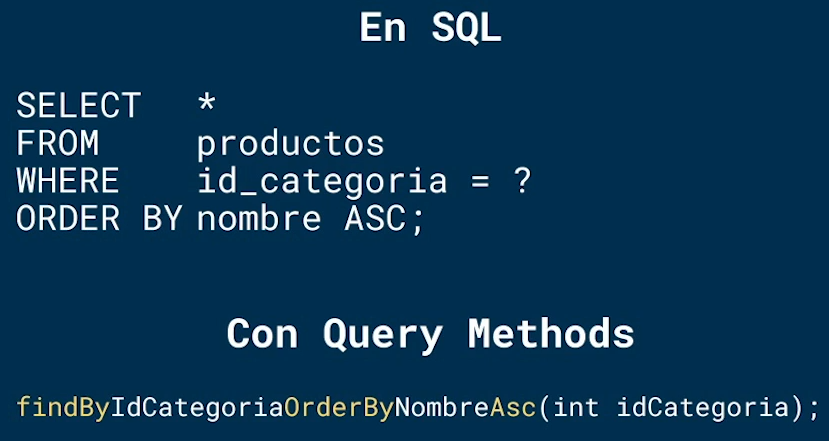 En SQL
SELECT *
FROM productos
WHERE id_categoria = ?
ORDER BY nombre ASC;
Con Query Methods
findByIdCategoriaOrderByNombreAsc(int idCategoria);